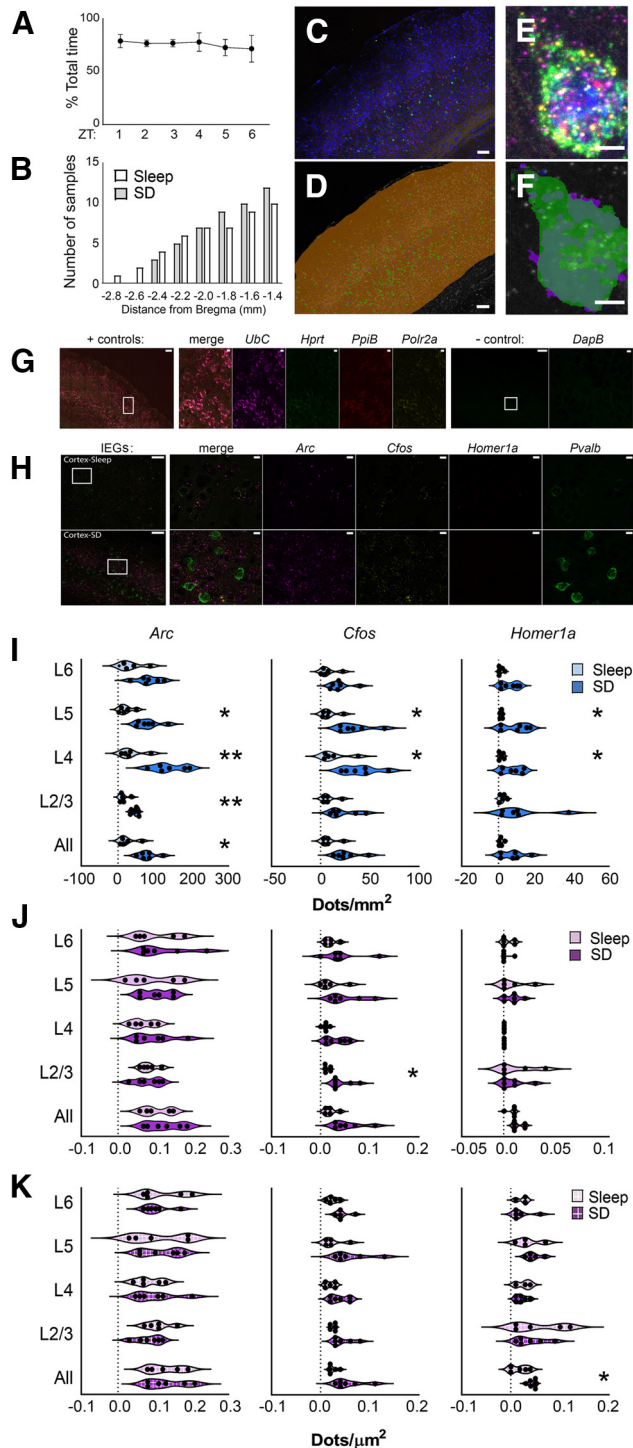 A
% Total time
100
50
0
ZT: 1 2 3 4 5 6
B
Number of samples
15
10
5
0
Sleep
SD
-2.8 -2.6 -2.4 -2.2 -2.0 -1.8 -1.6 -1.4
Distance from Bregma (mm)
C
D
E
F
G
+ controls: merge UbC Hprt PpiB Polr2a - control: DapB
H
IEGs: merge Arc Cfos Homer1a Pvalb
Cortex-Sleep
Cortex-SD
Arc Cfos Homer1a
I
L6
L5 * * *
L4 ** * *
L2/3 **
All *
Sleep
SD
-100 0 100 200 300
-50 0 50 100
-20 0 20 40 60
Dots/mm²
J
L6
L5
L4
L2/3 *
All
Sleep
SD
-0.1 0.0 0.1 0.2 0.3
-0.1 0.0 0.1 0.2
-0.05 0.0 0.05 0.1
K
L6
L5
L4
L2/3
All *
Sleep
SD
-0.1 0.0 0.1 0.2 0.3
-0.1 0.0 0.1 0.2
-0.1 0.0 0.1 0.2
Dots/µm²